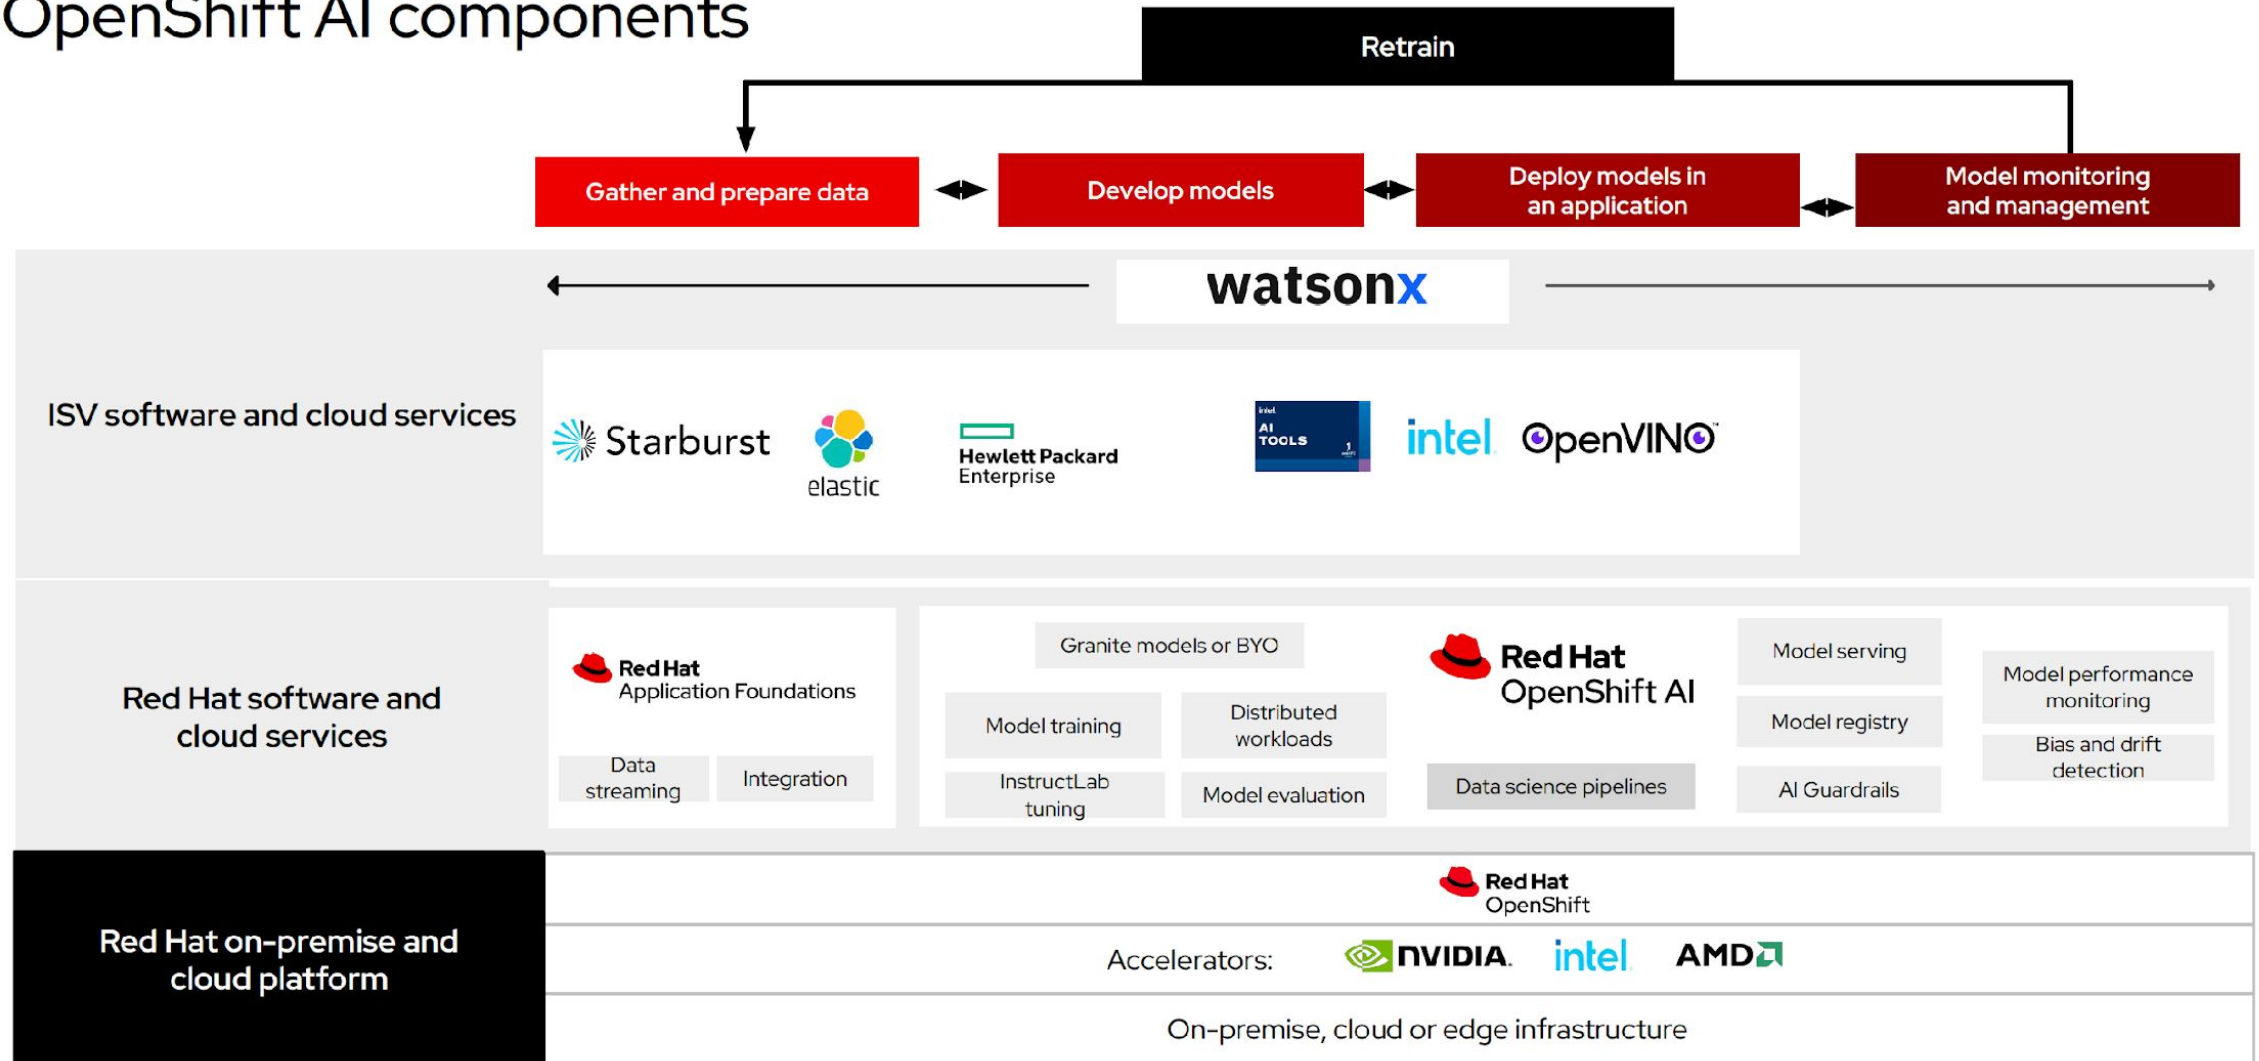 OpenShift AI components
Retrain
Gather and prepare data
Develop models
Deploy models in
an application
Model monitoring
and management
watsonx
ISV software and cloud services
Starburst
elastic
Hewlett Packard
Enterprise
intel
AI
TOOLS
intel
OpenVINO™
Red Hat software and
cloud services
Red Hat
Application Foundations
Data
streaming
Integration
Granite models or BYO
Model training
Distributed
workloads
InstructLab
tuning
Model evaluation
Red Hat
OpenShift AI
Data science pipelines
Model serving
Model registry
AI Guardrails
Model performance
monitoring
Bias and drift
detection
Red Hat on-premise and
cloud platform
Red Hat
OpenShift
Accelerators:
NVIDIA.
intel.
AMD
On-premise, cloud or edge infrastructure